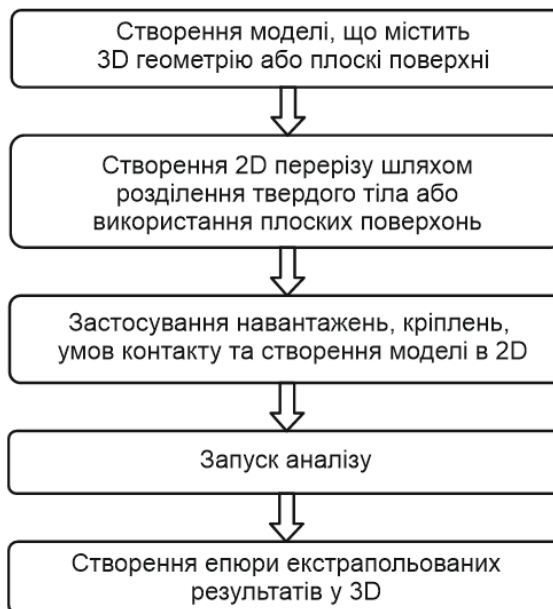 Створення моделі, що містить
3D геометрію або плоскі поверхні
Створення 2D перерізу шляхом
розділення твердого тіла або
використання плоских поверхонь
Застосування навантажень, кріплень,
умов контакту та створення моделі в 2D
Запуск аналізу
Створення епюри екстрапольованих
результатів у 3D